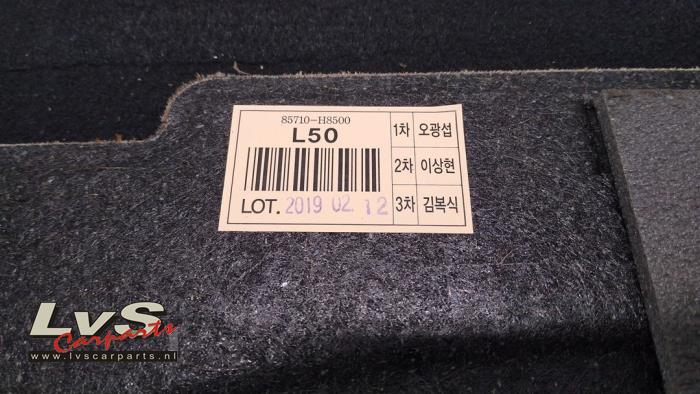 85710-H8500
L50
LOT. 2019 02. 12
1차 오광섭
2차 이상현
3차 김복식
LvS
Carparts
www.lvscarparts.nl